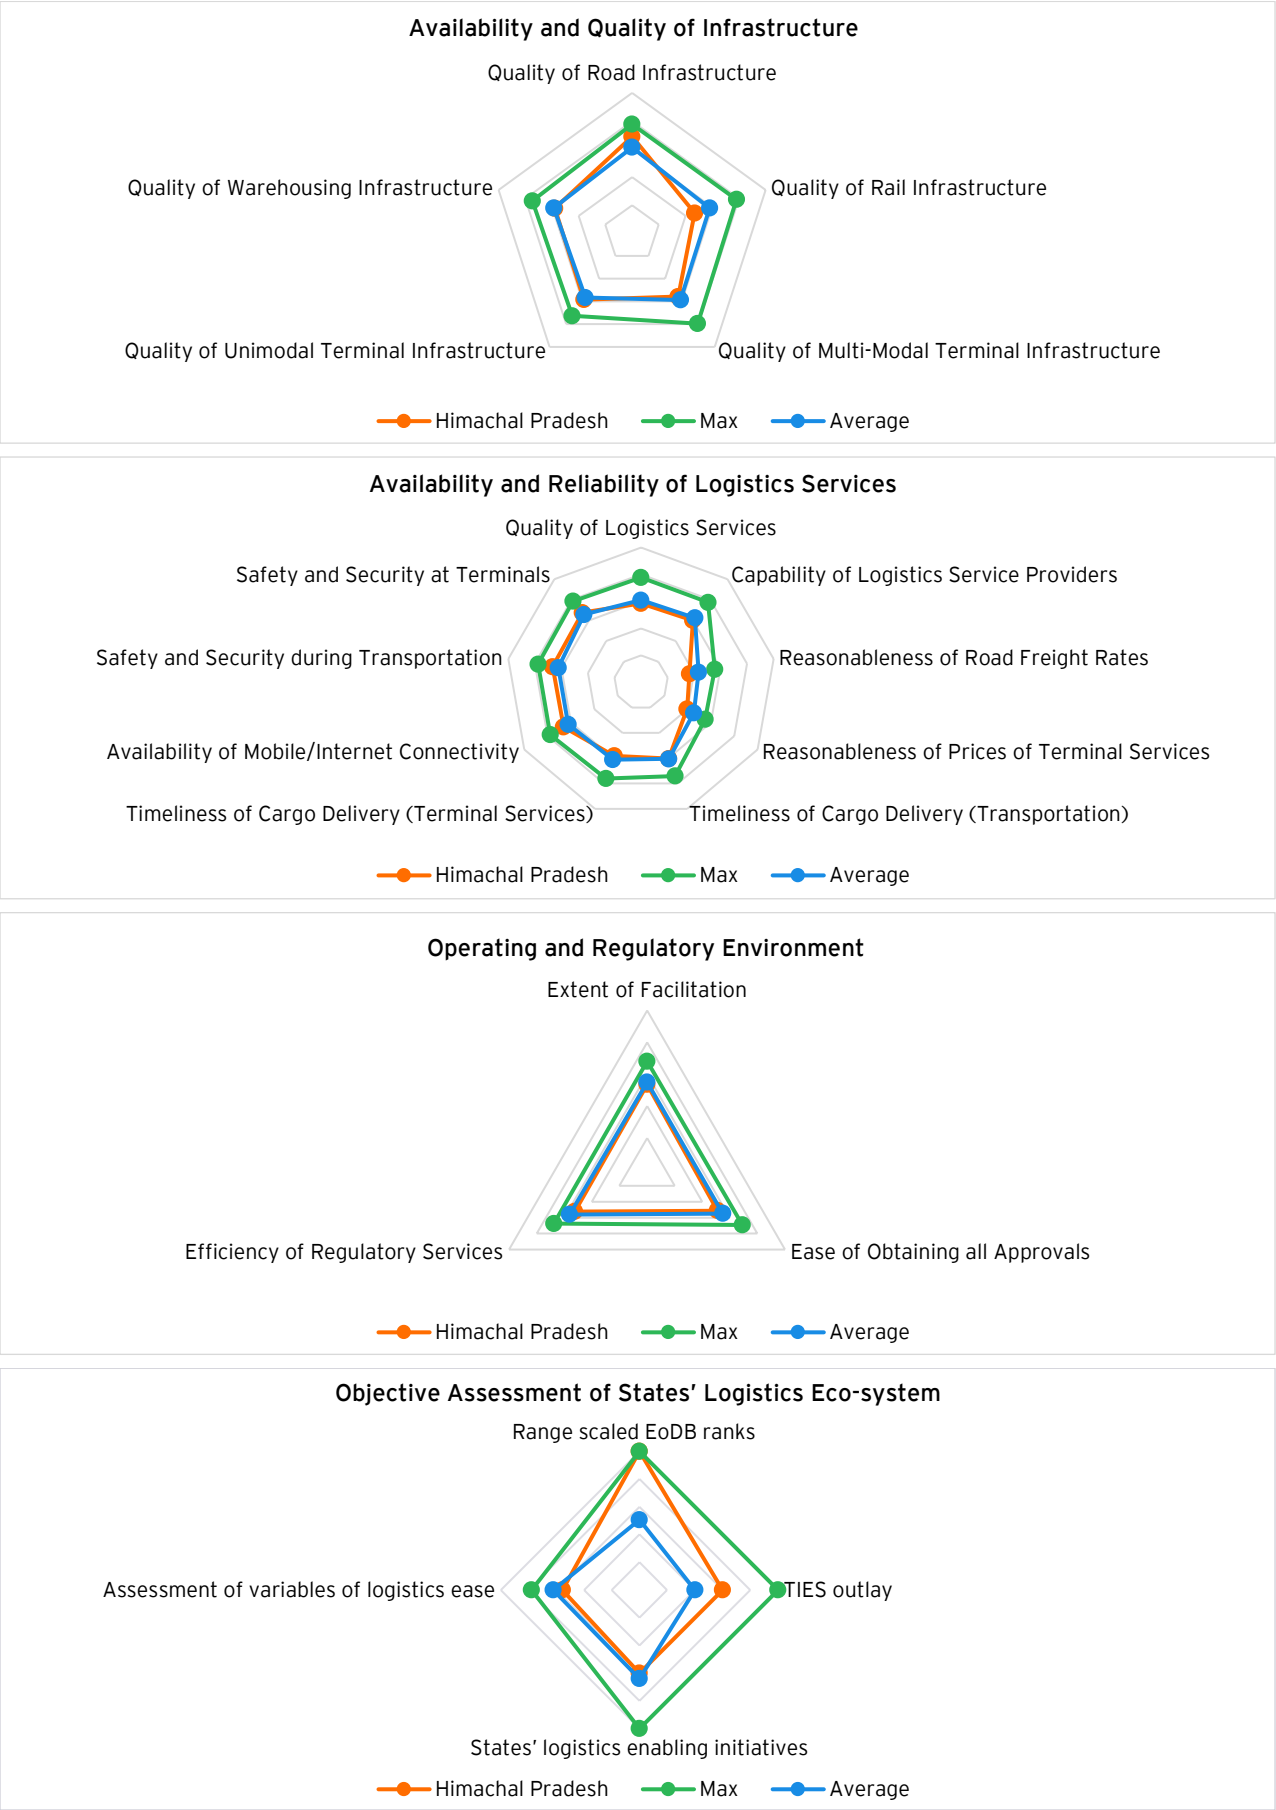 Availability and Quality of Infrastructure
Quality of Road Infrastructure
Quality of Warehousing Infrastructure
Quality of Rail Infrastructure
Quality of Unimodal Terminal Infrastructure
Quality of Multi-Modal Terminal Infrastructure
Himachal Pradesh
Max
Average
Availability and Reliability of Logistics Services
Quality of Logistics Services
Safety and Security at Terminals
Capability of Logistics Service Providers
Safety and Security during Transportation
Reasonableness of Road Freight Rates
Availability of Mobile/Internet Connectivity
Reasonableness of Prices of Terminal Services
Timeliness of Cargo Delivery (Terminal Services)
Timeliness of Cargo Delivery (Transportation)
Himachal Pradesh
Max
Average
Operating and Regulatory Environment
Extent of Facilitation
Efficiency of Regulatory Services
Ease of Obtaining all Approvals
Himachal Pradesh
Max
Average
Objective Assessment of States’ Logistics Eco-system
Range scaled EoDB ranks
Assessment of variables of logistics ease
TIES outlay
States’ logistics enabling initiatives
Himachal Pradesh
Max
Average